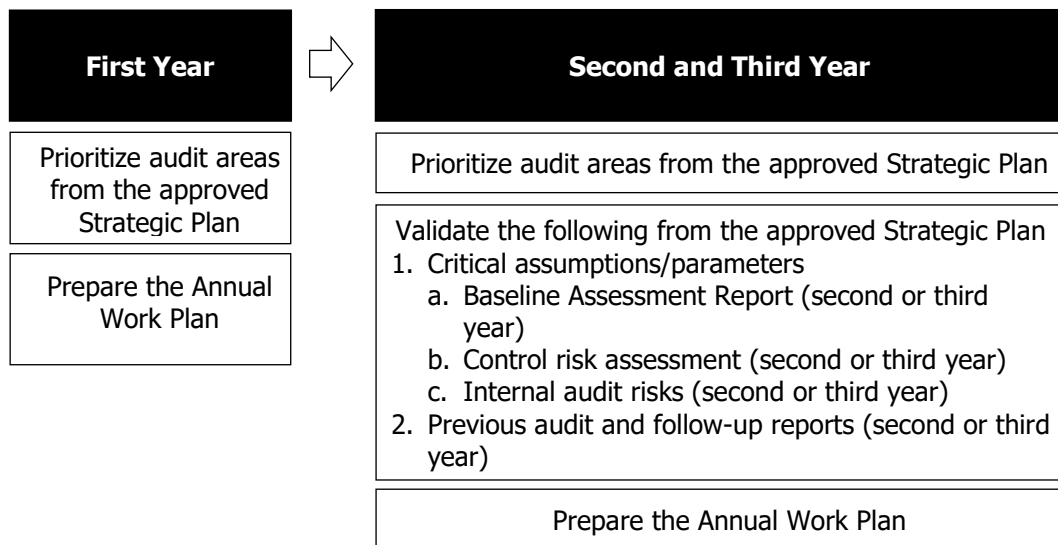 First Year
Prioritize audit areas
from the approved
Strategic Plan
Prepare the Annual
Work Plan
Second and Third Year
Prioritize audit areas from the approved Strategic Plan
Validate the following from the approved Strategic Plan
1. Critical assumptions/parameters
a. Baseline Assessment Report (second or third
year)
b. Control risk assessment (second or third year)
c. Internal audit risks (second or third year)
2. Previous audit and follow-up reports (second or third
year)
Prepare the Annual Work Plan